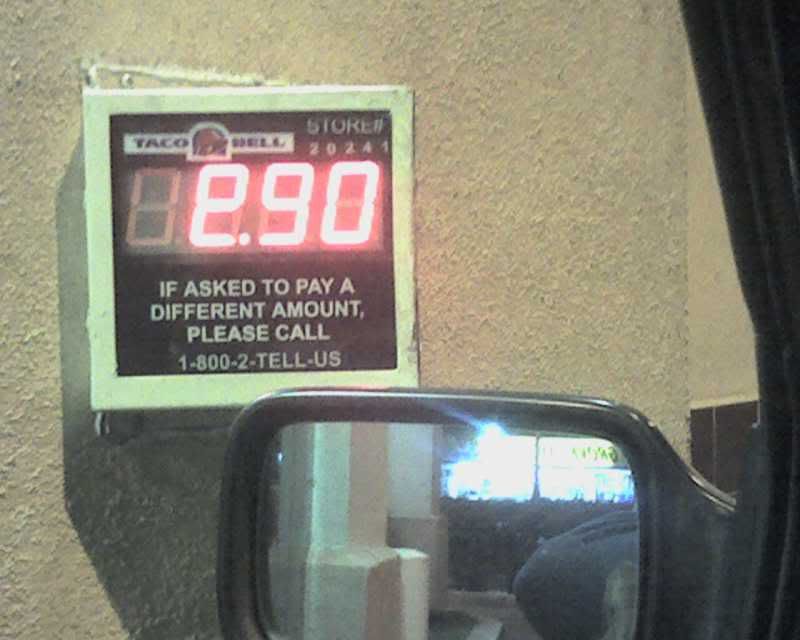 TACO BELL
STORE#
20241
2.90
IF ASKED TO PAY A
DIFFERENT AMOUNT,
PLEASE CALL
1-800-2-TELL-US